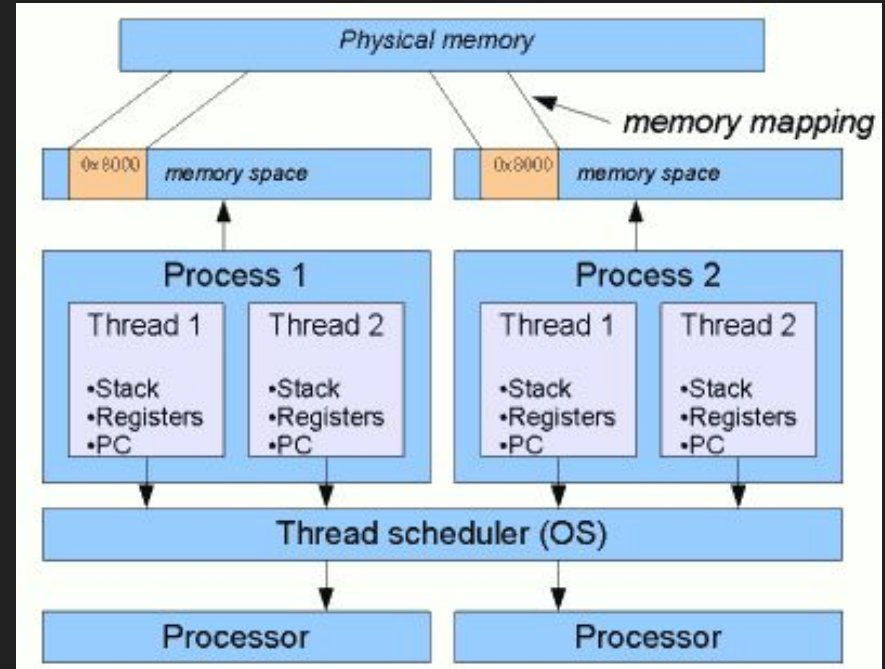 Physical memory
memory mapping
0x8000 memory space
0x8000 memory space
Process 1
Process 2
Thread 1
Thread 2
Thread 1
Thread 2
•Stack
•Stack
•Stack
•Stack
•Registers
•Registers
•Registers
•Registers
•PC
•PC
•PC
•PC
Thread scheduler (OS)
Processor
Processor